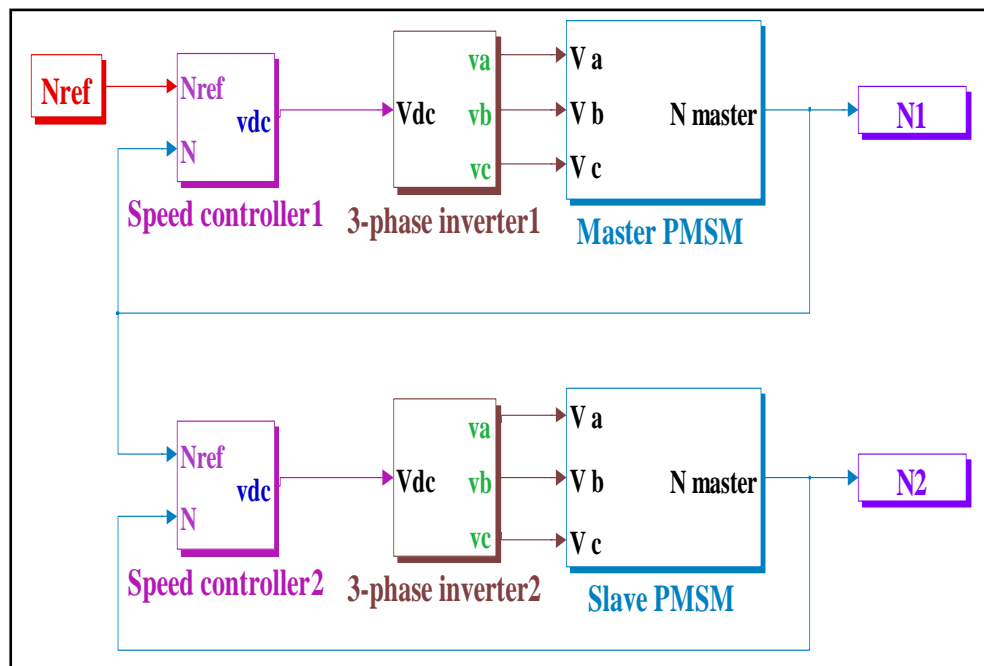 Nref
Nref
N
vdc
Speed controller1
Vdc
va
vb
vc
3-phase inverter1
V a
V b
V c
N master
Master PMSM
N1
Nref
N
vdc
Speed controller2
Vdc
va
vb
vc
3-phase inverter2
V a
V b
V c
N master
Slave PMSM
N2